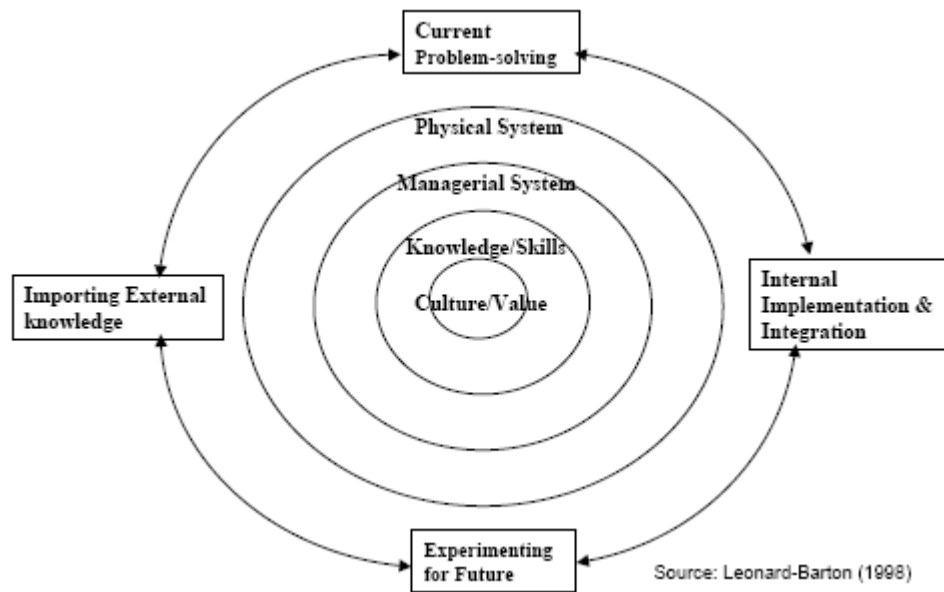 Current
Problem-solving
Physical System
Managerial System
Knowledge/Skills
Culture/Value
Importing External
knowledge
Internal
Implementation &
Integration
Experimenting
for Future
Source: Leonard-Barton (1998)